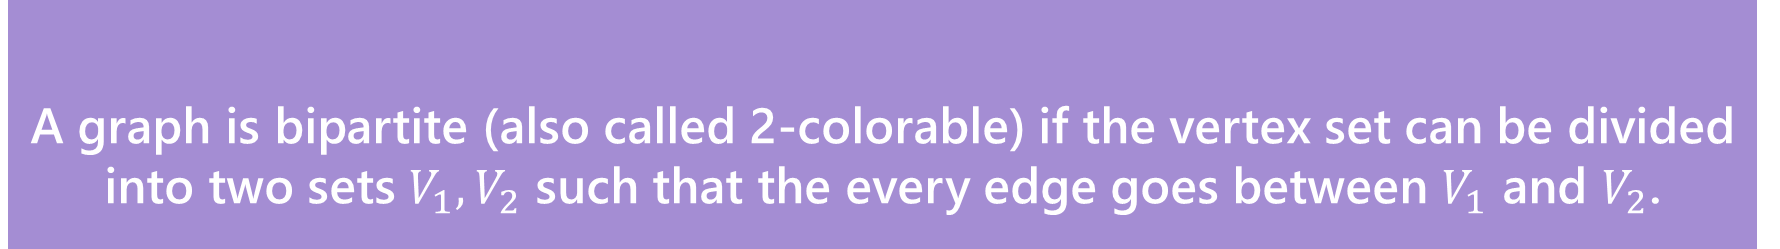 A graph is bipartite (also called 2-colorable) if the vertex set can be divided
into two sets 𝑉₁, 𝑉₂ such that the every edge goes between 𝑉₁ and 𝑉₂.